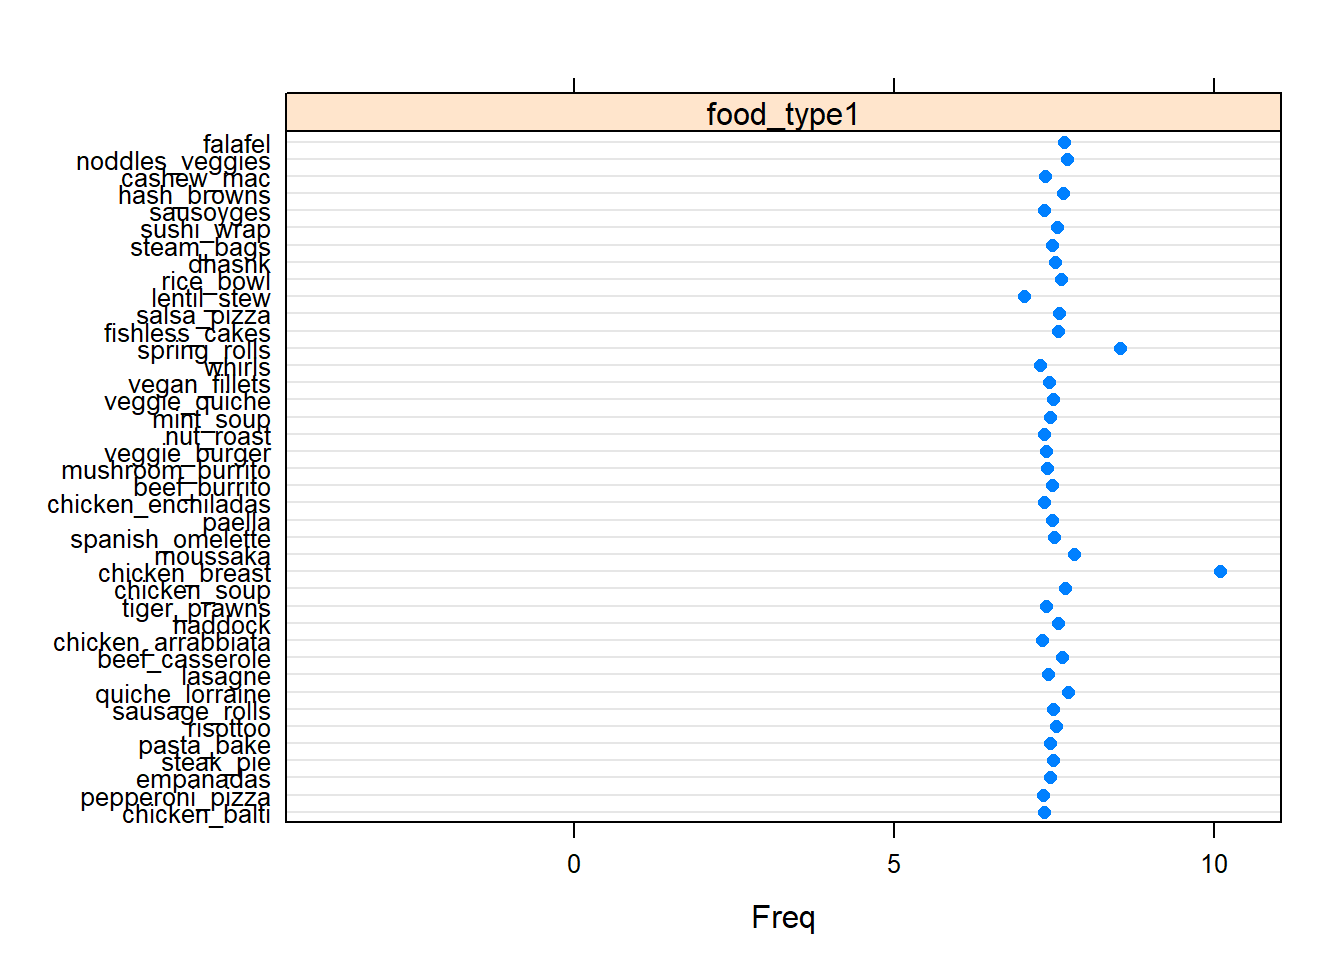 food_type1
falafel
noddles_veggies
cashew_mac
hash_browns
sausoyges
sushi_wrap
steam_bags
dhasnk
rice_bowl
lentil_stew
salsa_pizza
fishless_cakes
spring_rolls
whirls
vegan_fillets
veggie_quiche
mint_soup
nut_roast
veggie_burger
mushroom_burrito
beef_burrito
chicken_enchiladas
paella
spanish_omelette
moussaka
chicken_breast
chicken_soup
tiger_prawns
haddock
chicken_arrabbiata
beef_casserole
lasagne
quiche_lorraine
sausage_rolls
risottoo
pasta_bake
steak_pie
empanadas
pepperoni_pizza
chicken_balti
0 5 10
Freq